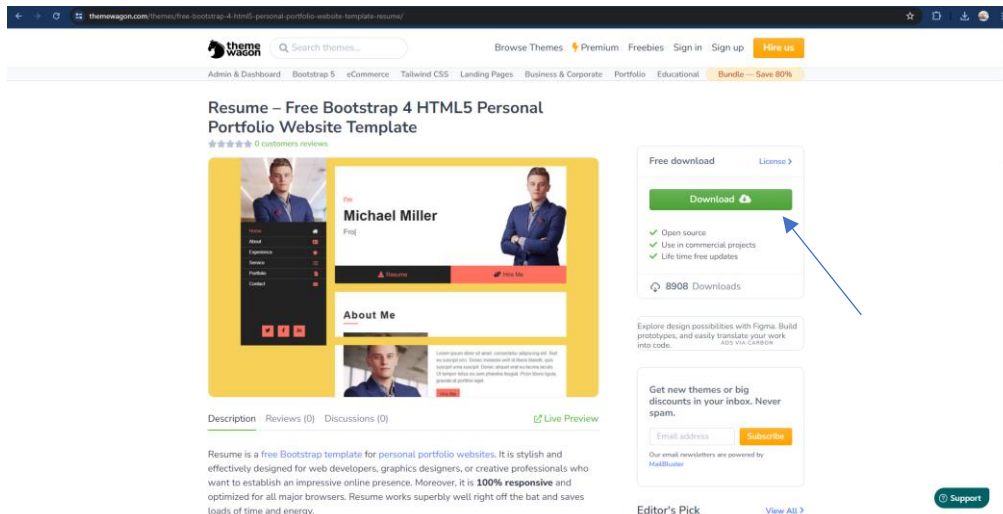 themewagon.com/themes/free-bootstrap-4-html5-personal-portfolio-website-template-resume/
theme
WAGON
Search themes...
Browse Themes
Premium
Freebies
Sign in
Sign up
Hire us
Admin & Dashboard
Bootstrap 5
eCommerce
Tailwind CSS
Landing Pages
Business & Corporate
Portfolio
Educational
Bundle — Save 80%
Resume – Free Bootstrap 4 HTML5 Personal
Portfolio Website Template
0 customers reviews
Home
About
Experience
Service
Portfolio
Contact
I'm
Michael Miller
Fro|
Resume
Hire Me
About Me
Hire Me
Description
Reviews (0)
Discussions (0)
Live Preview
Resume is a free Bootstrap template for personal portfolio websites. It is stylish and
effectively designed for web developers, graphics designers, or creative professionals who
want to establish an impressive online presence. Moreover, it is 100% responsive and
optimized for all major browsers. Resume works superbly well right off the bat and saves
loads of time and energy.
Free download
License
Download
Open source
Use in commercial projects
Life time free updates
8908 Downloads
Explore design possibilities with Figma. Build
prototypes, and easily translate your work
into code.
ADS VIA CARBON
Get new themes or big
discounts in your inbox. Never
spam.
Email address
Subscribe
Our email newsletters are powered by
MailBluster
Editor's Pick
View All
Support